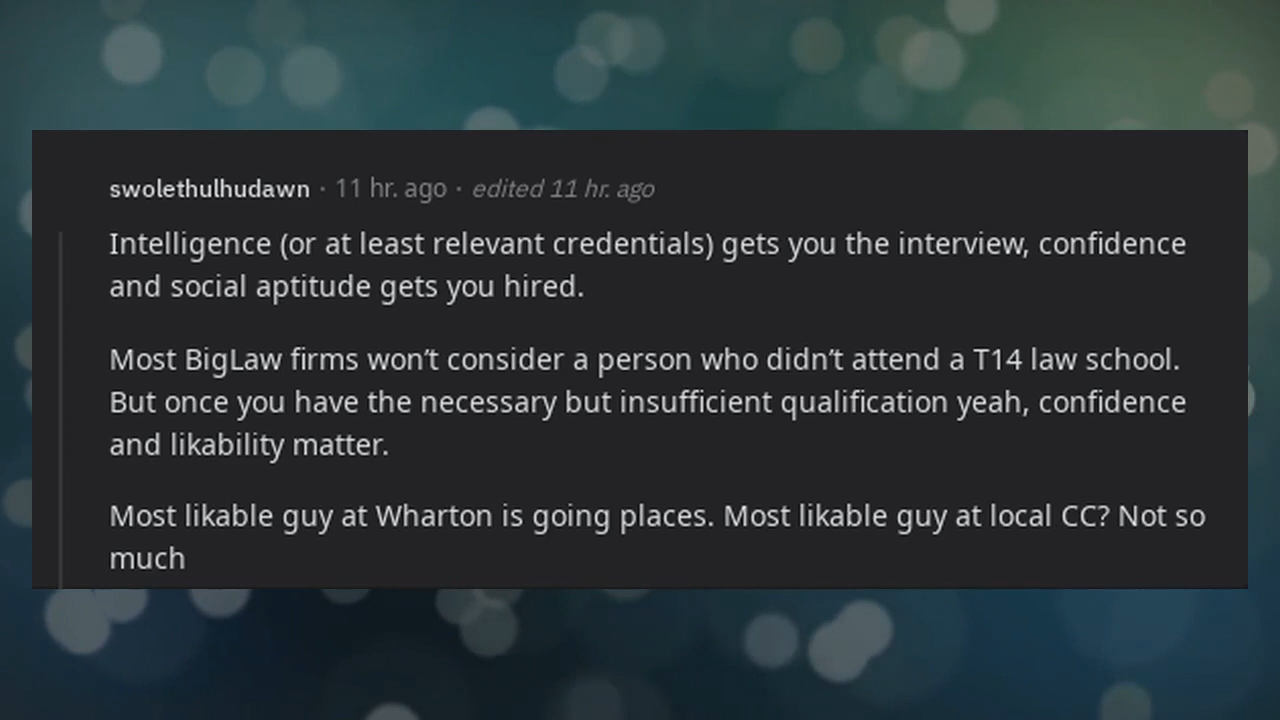 swolethulhudawn · 11 hr. ago · edited 11 hr. ago
Intelligence (or at least relevant credentials) gets you the interview, confidence
and social aptitude gets you hired.
Most BigLaw firms won’t consider a person who didn’t attend a T14 law school.
But once you have the necessary but insufficient qualification yeah, confidence
and likability matter.
Most likable guy at Wharton is going places. Most likable guy at local CC? Not so
much